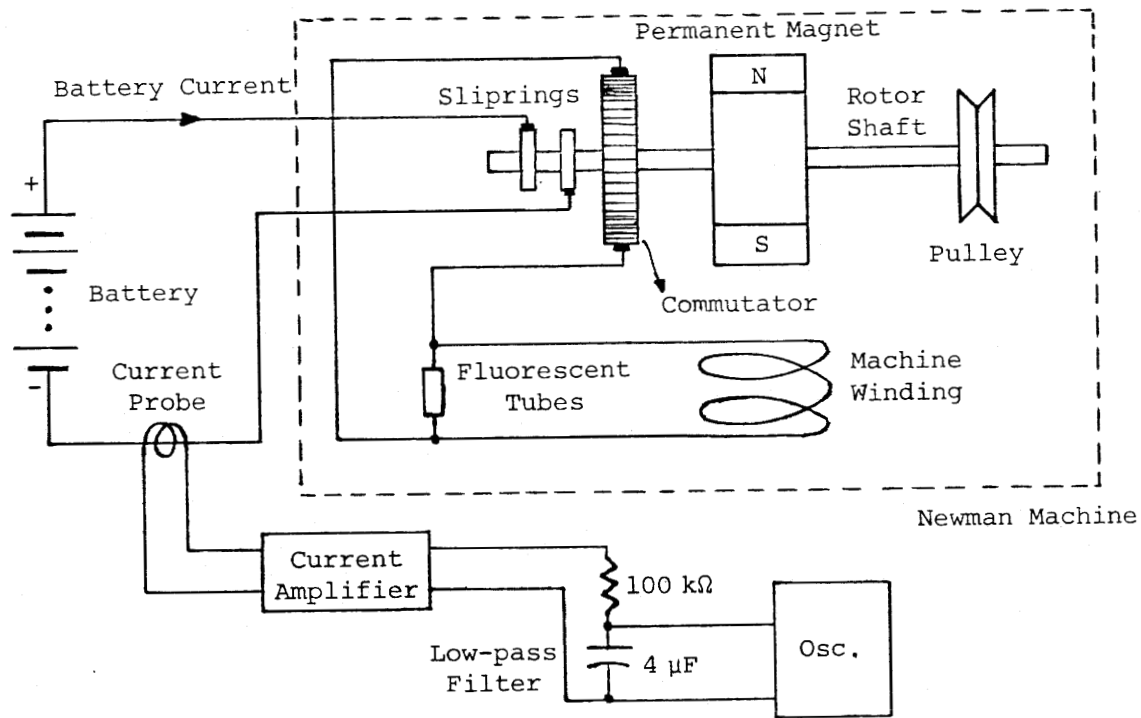 Permanent Magnet
Battery Current
Sliprings
N
Rotor
Shaft
+
S
Pulley
Battery
Commutator
-
Current
Probe
Fluorescent
Tubes
Machine
Winding
Newman Machine
Current
Amplifier
100 kΩ
Low-pass
Filter
4 µF
Osc.